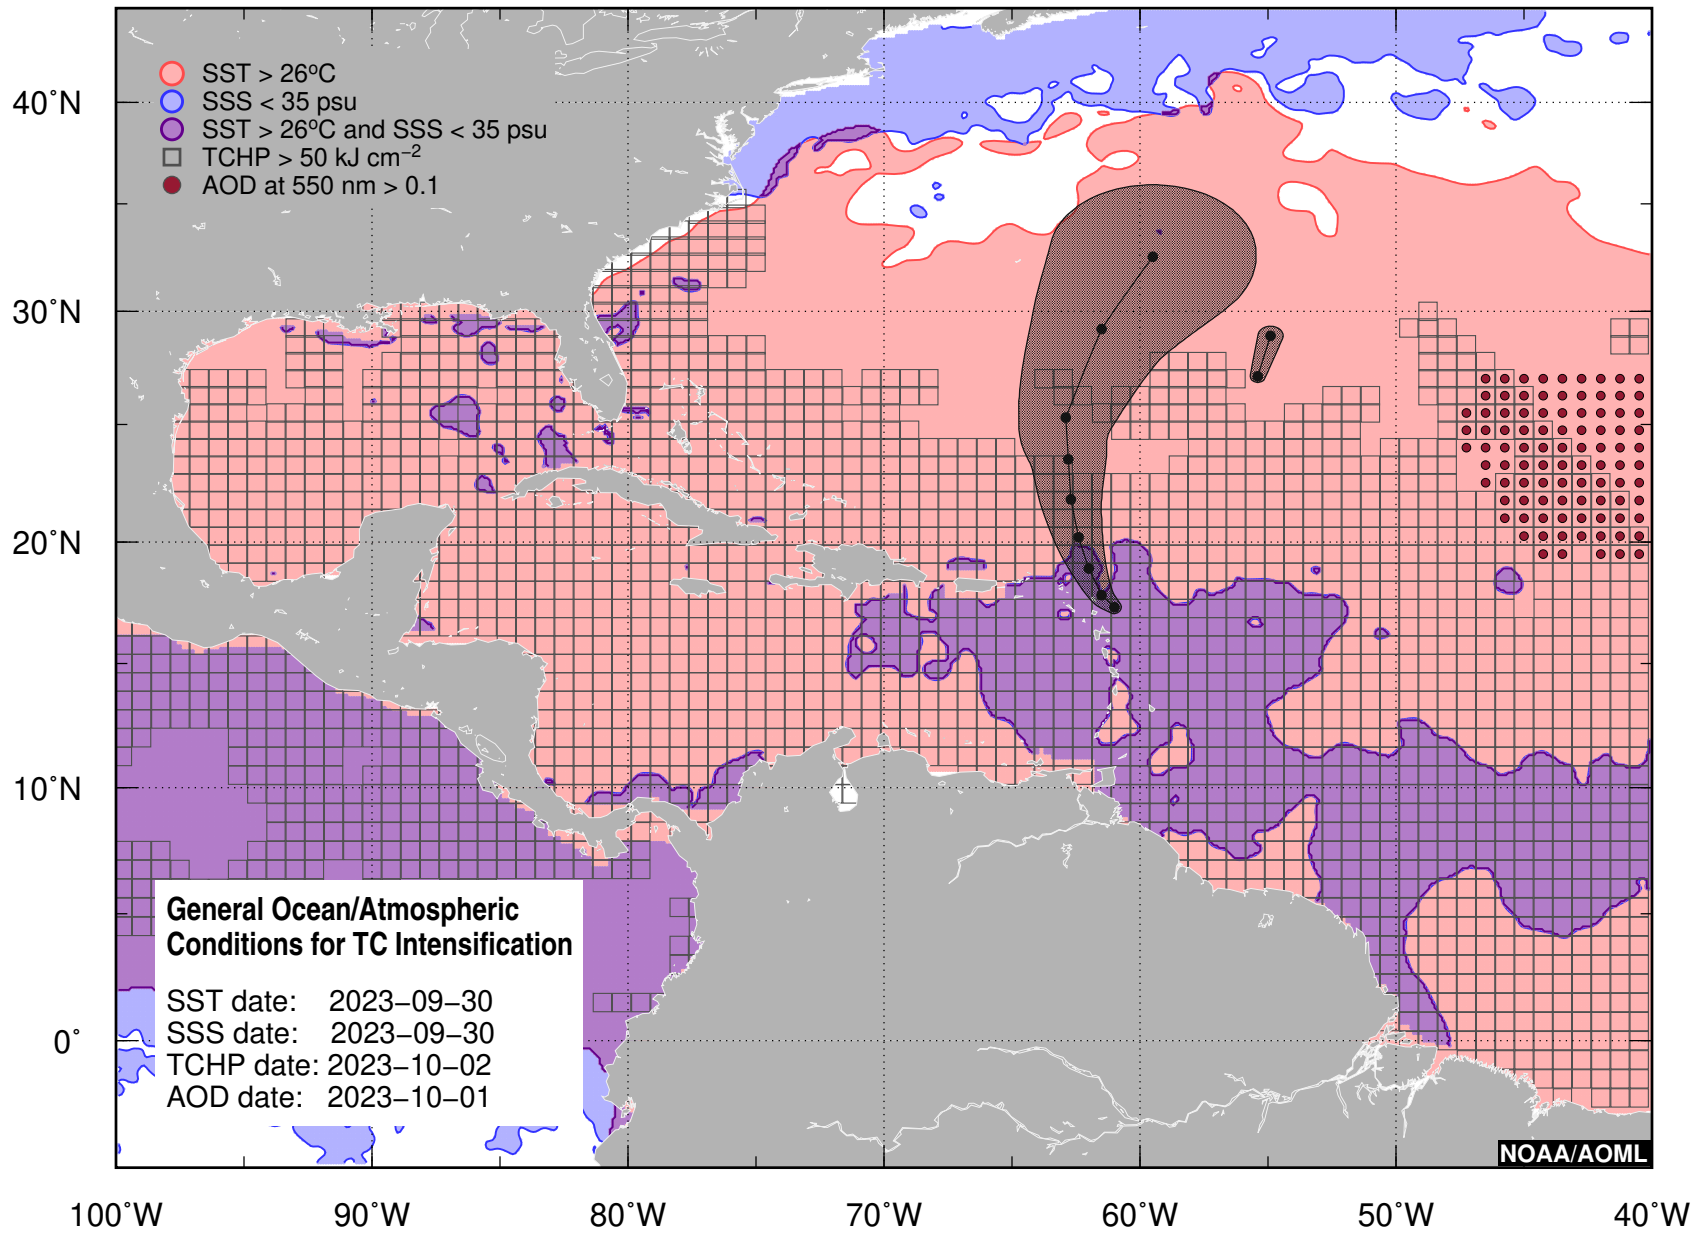 SST > 26ºC
SSS < 35 psu
SST > 26ºC and SSS < 35 psu
TCHP > 50 kJ cm⁻²
AOD at 550 nm > 0.1
40˚N
30˚N
20˚N
10˚N
0˚
General Ocean/Atmospheric
Conditions for TC Intensification
SST date: 2023−09−30
SSS date: 2023−09−30
TCHP date: 2023−10−02
AOD date: 2023−10−01
NOAA/AOML
100˚W 90˚W 80˚W 70˚W 60˚W 50˚W 40˚W